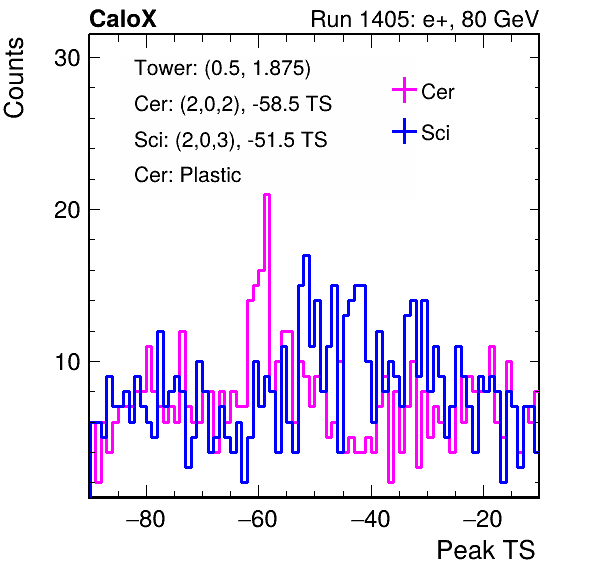 CaloX Run 1405: e+, 80 GeV
Counts
30
20
10
Tower: (0.5, 1.875)
Cer: (2,0,2), -58.5 TS
Sci: (2,0,3), -51.5 TS
Cer: Plastic
Cer
Sci
−80 −60 −40 −20
Peak TS